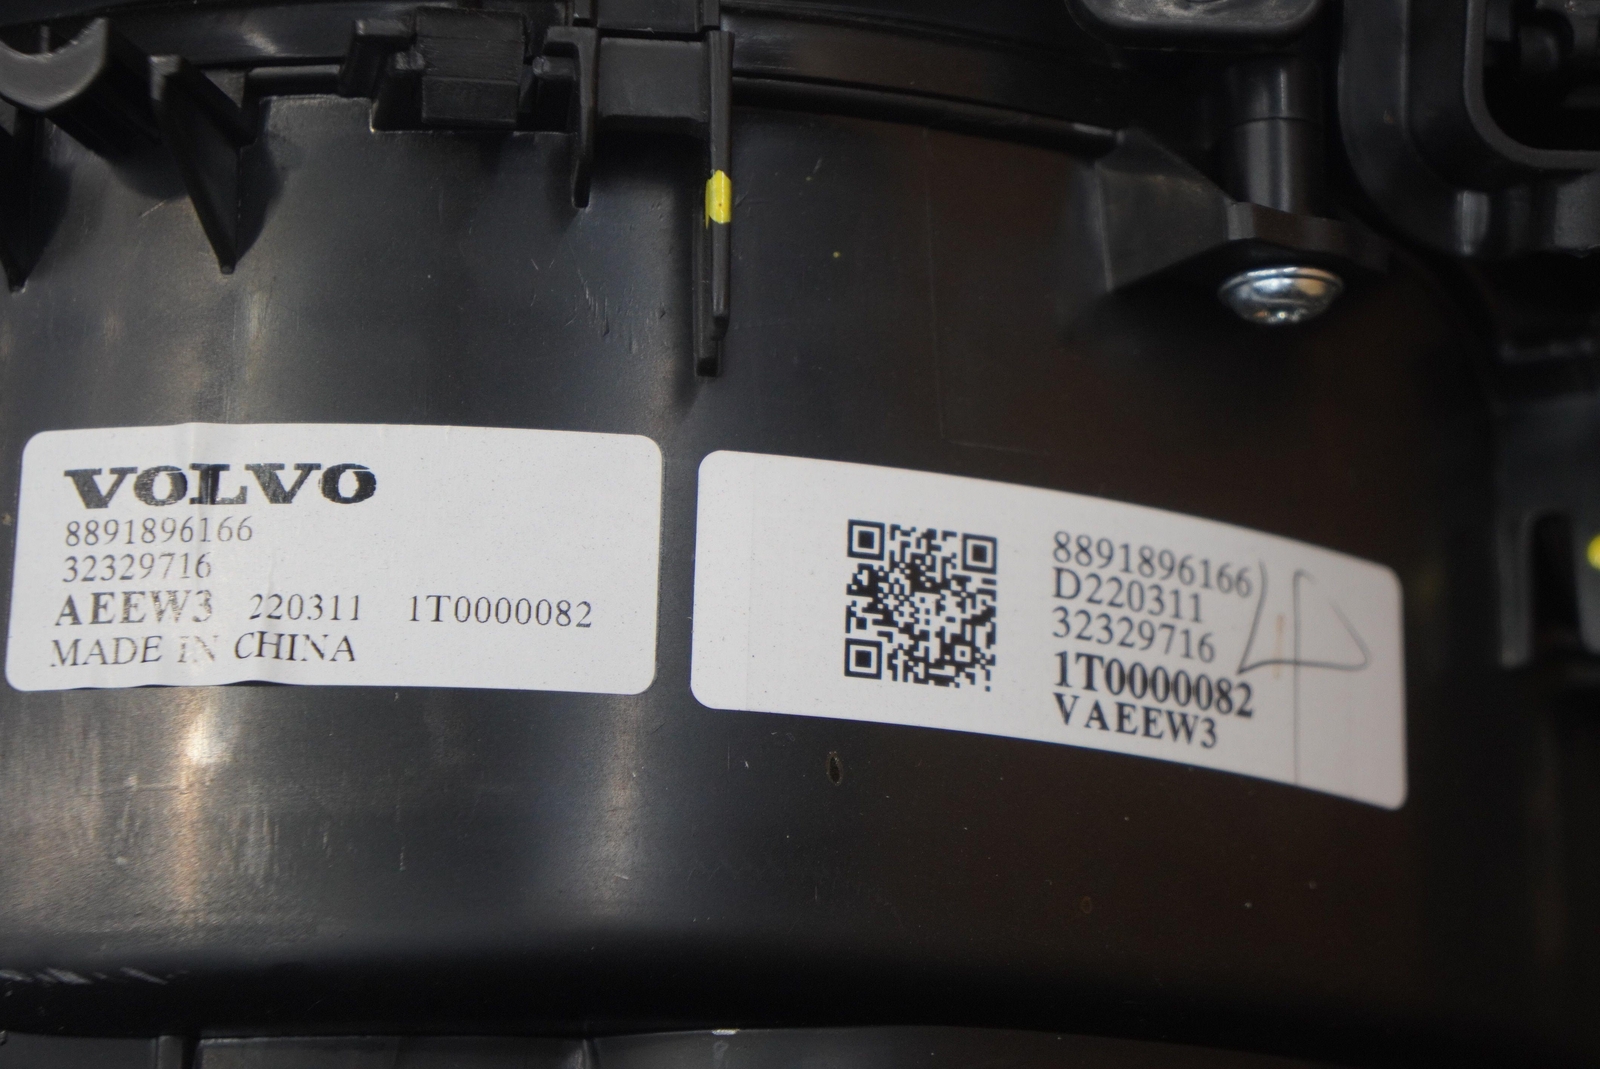 VOLVO
8891896166
32329716
AEEW3 220311 1T0000082
MADE IN CHINA
8891896166
D220311
32329716
1T0000082
VAEEW3